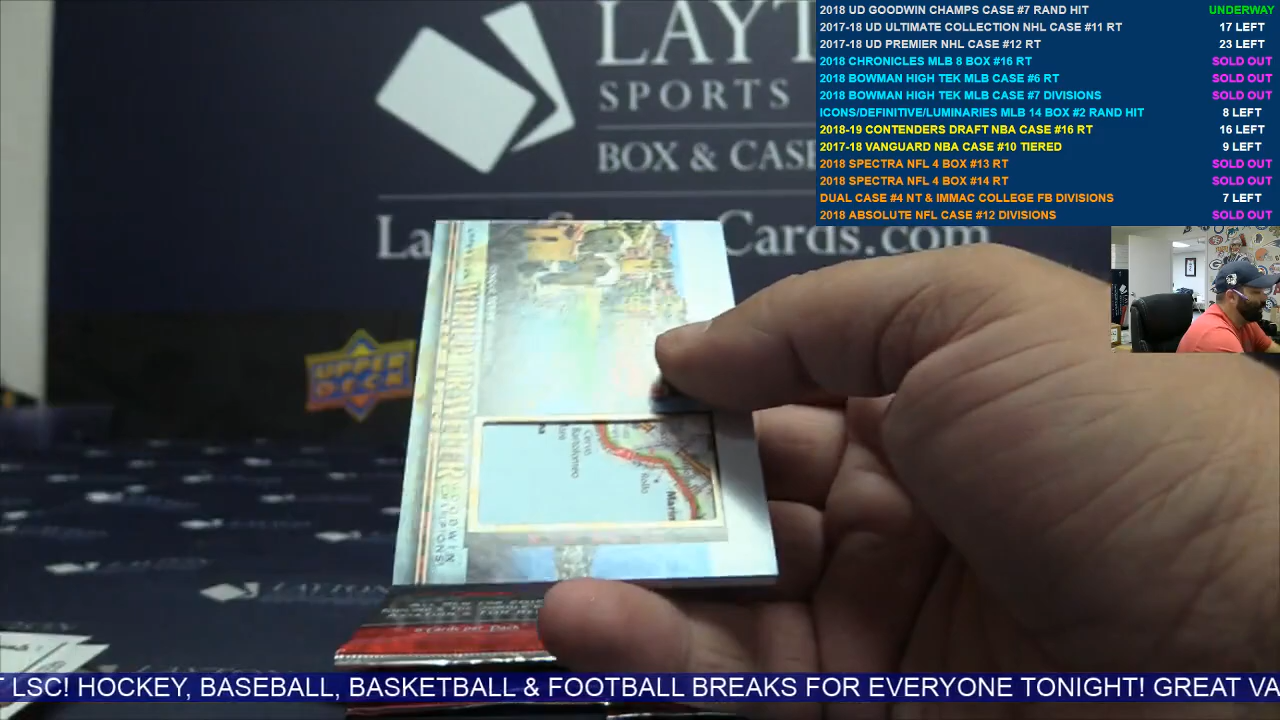 LAYT
SPORTS
BOX & CAS
La Cards.com
UPPER
DECK
2018 UD GOODWIN CHAMPS CASE #7 RAND HIT UNDERWAY
2017-18 UD ULTIMATE COLLECTION NHL CASE #11 RT 17 LEFT
2017-18 UD PREMIER NHL CASE #12 RT 23 LEFT
2018 CHRONICLES MLB 8 BOX #16 RT SOLD OUT
2018 BOWMAN HIGH TEK MLB CASE #6 RT SOLD OUT
2018 BOWMAN HIGH TEK MLB CASE #7 DIVISIONS SOLD OUT
ICONS/DEFINITIVE/LUMINARIES MLB 14 BOX #2 RAND HIT 8 LEFT
2018-19 CONTENDERS DRAFT NBA CASE #16 RT 16 LEFT
2017-18 VANGUARD NBA CASE #10 TIERED 9 LEFT
2018 SPECTRA NFL 4 BOX #13 RT SOLD OUT
2018 SPECTRA NFL 4 BOX #14 RT SOLD OUT
DUAL CASE #4 NT & IMMAC COLLEGE FB DIVISIONS 7 LEFT
2018 ABSOLUTE NFL CASE #12 DIVISIONS SOLD OUT
WORLD TRAVELER
GOODWIN
CHAMPIONS
Marin
T LSC! HOCKEY, BASEBALL, BASKETBALL & FOOTBALL BREAKS FOR EVERYONE TONIGHT! GREAT VA